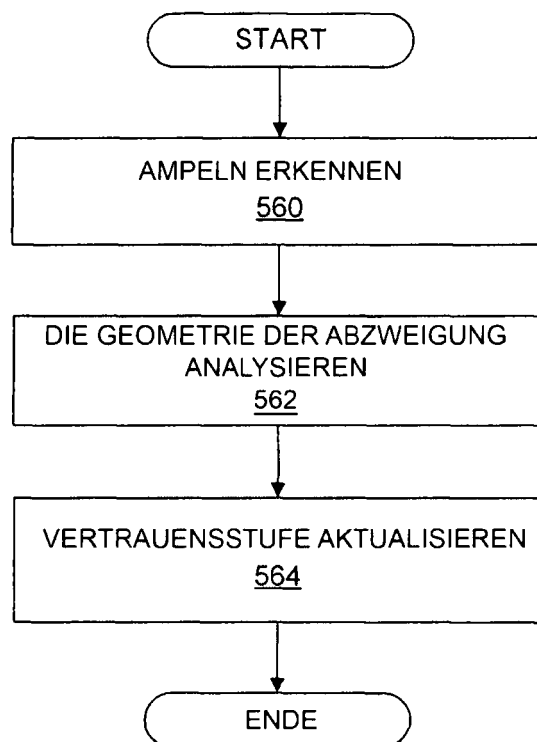 START
AMPELN ERKENNEN
560
DIE GEOMETRIE DER ABZWEIGUNG
ANALYSIEREN
562
VERTRAUENSSTUFE AKTUALISIEREN
564
ENDE